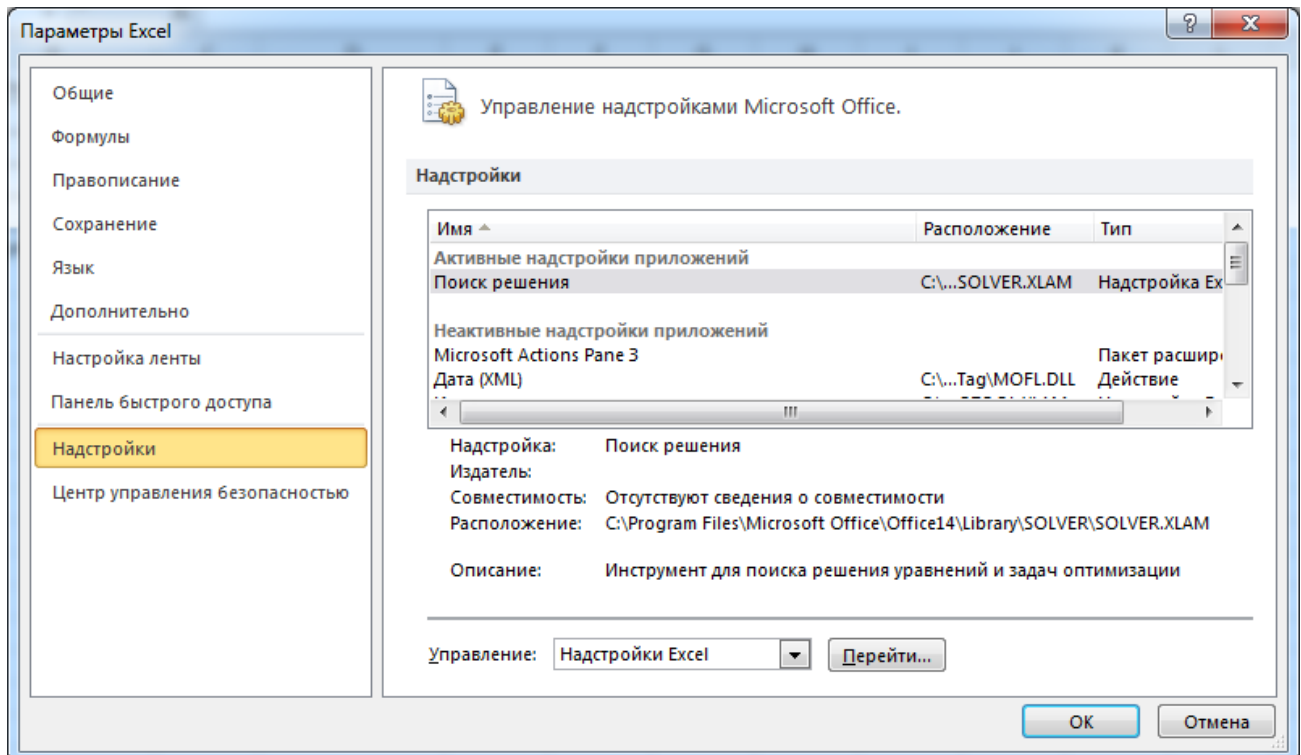 Параметры Excel
Общие
Формулы
Правописание
Сохранение
Язык
Дополнительно
Настройка ленты
Панель быстрого доступа
Надстройки
Центр управления безопасностью
Управление надстройками Microsoft Office.
Надстройки
Имя Расположение Тип
Активные надстройки приложений
Поиск решения C:\...SOLVER.XLAM Надстройка Ex
Неактивные надстройки приложений
Microsoft Actions Pane 3 Пакет расшир
Дата (XML) C:\...Tag\MOFL.DLL Действие
Надстройка: Поиск решения
Издатель:
Совместимость: Отсутствуют сведения о совместимости
Расположение: C:\Program Files\Microsoft Office\Office14\Library\SOLVER\SOLVER.XLAM
Описание: Инструмент для поиска решения уравнений и задач оптимизации
Управление: Надстройки Excel Перейти...
ОК Отмена